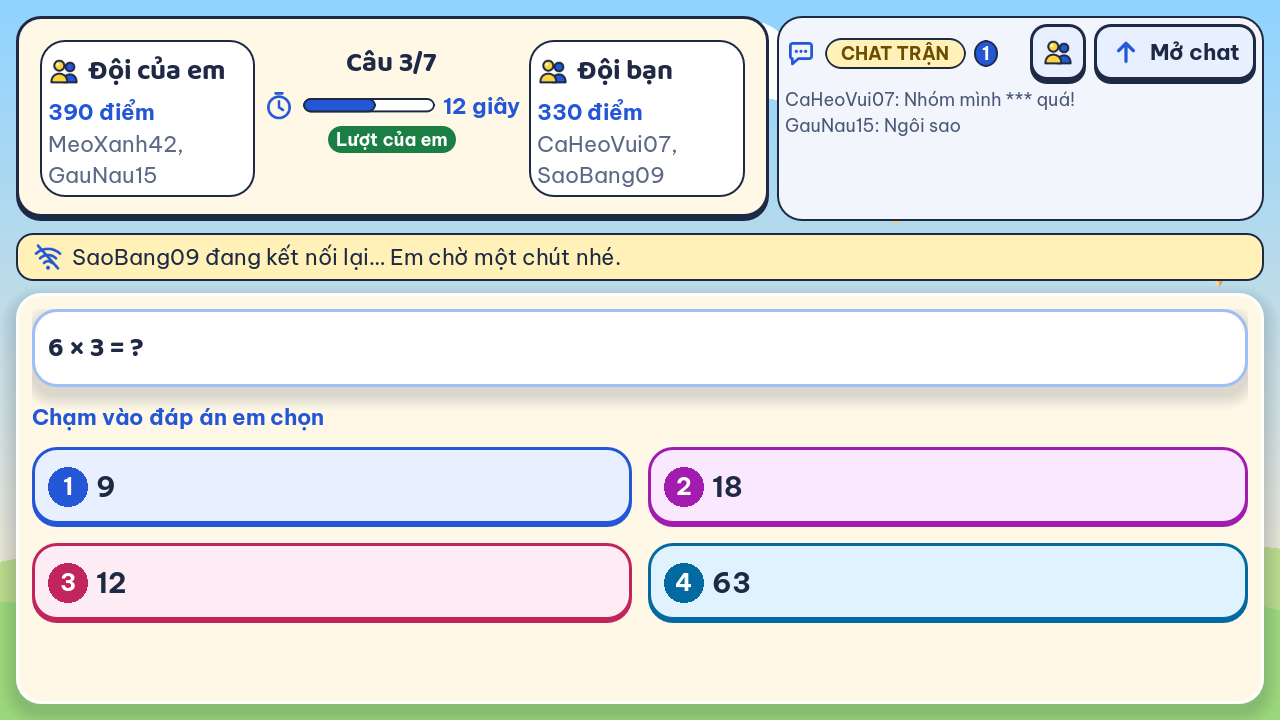 Đội của em
390 điểm
MeoXanh42,
GauNau15
Câu 3/7
12 giây
Lượt của em
Đội bạn
330 điểm
CaHeoVui07,
SaoBang09
CHAT TRẬN
1
Mở chat
CaHeoVui07: Nhóm mình *** quá!
GauNau15: Ngôi sao
SaoBang09 đang kết nối lại... Em chờ một chút nhé.
6 × 3 = ?
Chạm vào đáp án em chọn
1 9
2 18
3 12
4 63